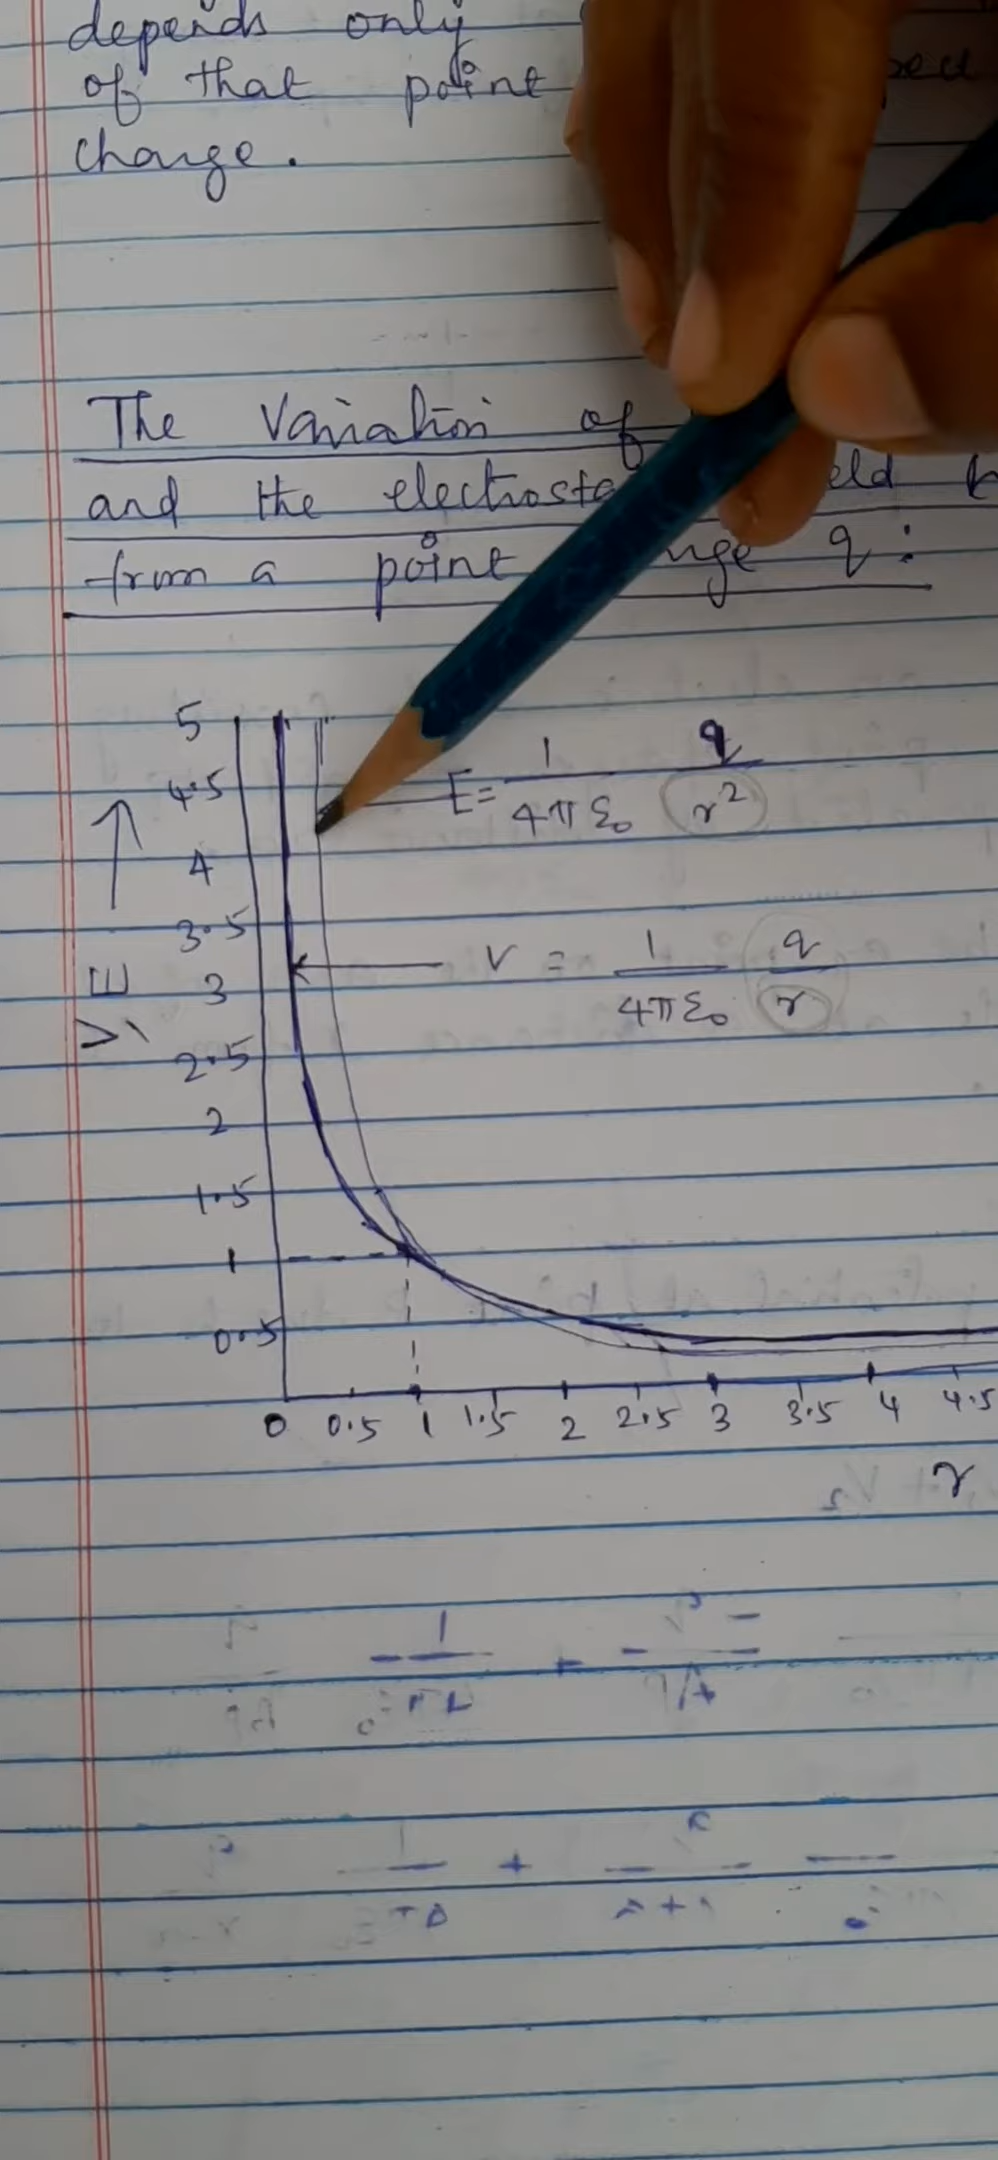 depends only
of that point
charge.
The Variation of
and the electrosta eld
from a point q:
5
4.5
4
3.5
3
2.5
2
1.5
1
0.5
V, E
E = 1 / 4πε₀ q / r²
V = 1 / 4πε₀ q / r
0 0.5 1 1.5 2 2.5 3 3.5 4 4.5
r